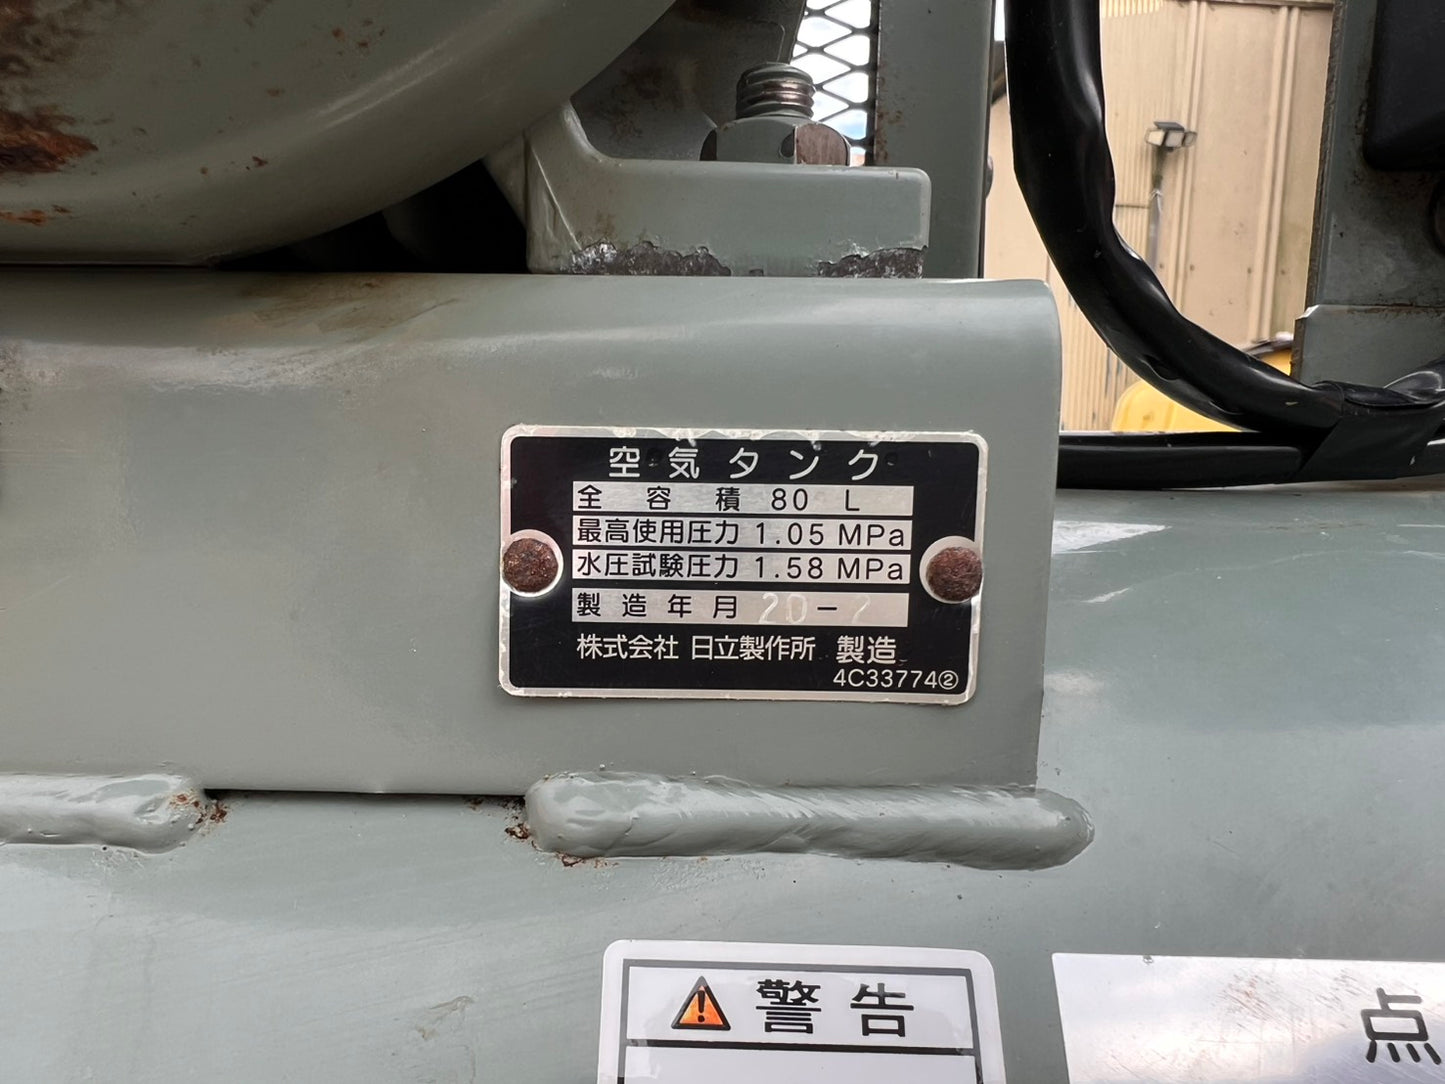 空気タンク
全容積 80 L
最高使用圧力 1.05 MPa
水圧試験圧力 1.58 MPa
製造年月 20-2
株式会社 日立製作所 製造
4C33774②
警告
点